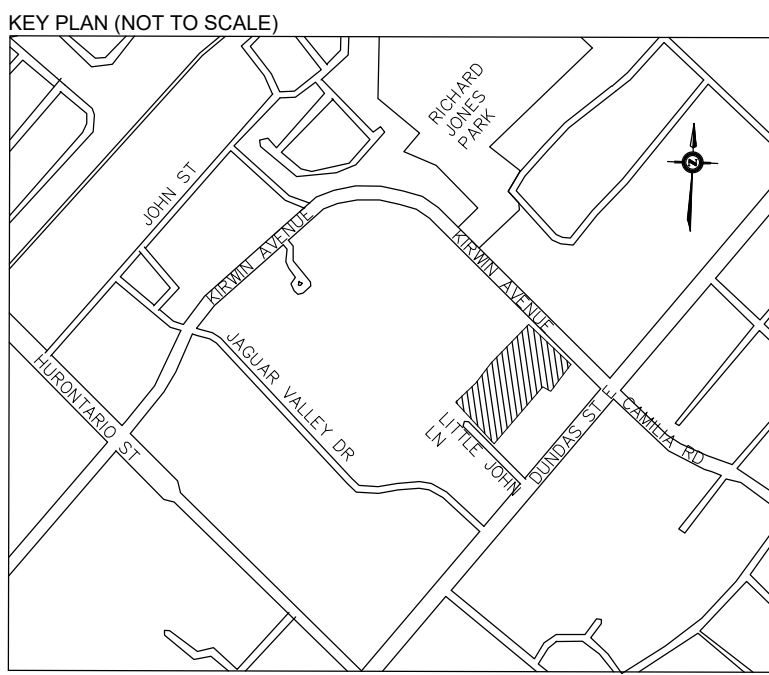 KEY PLAN (NOT TO SCALE)
RICHARD
JONES
PARK
JOHN ST
N
KIRWIN AVENUE
KIRWIN AVENUE
JAGUAR VALLEY DR
HURONTARIO ST
LITTLE JOHN
LN
DUNDAS ST E
CAMILIA RD